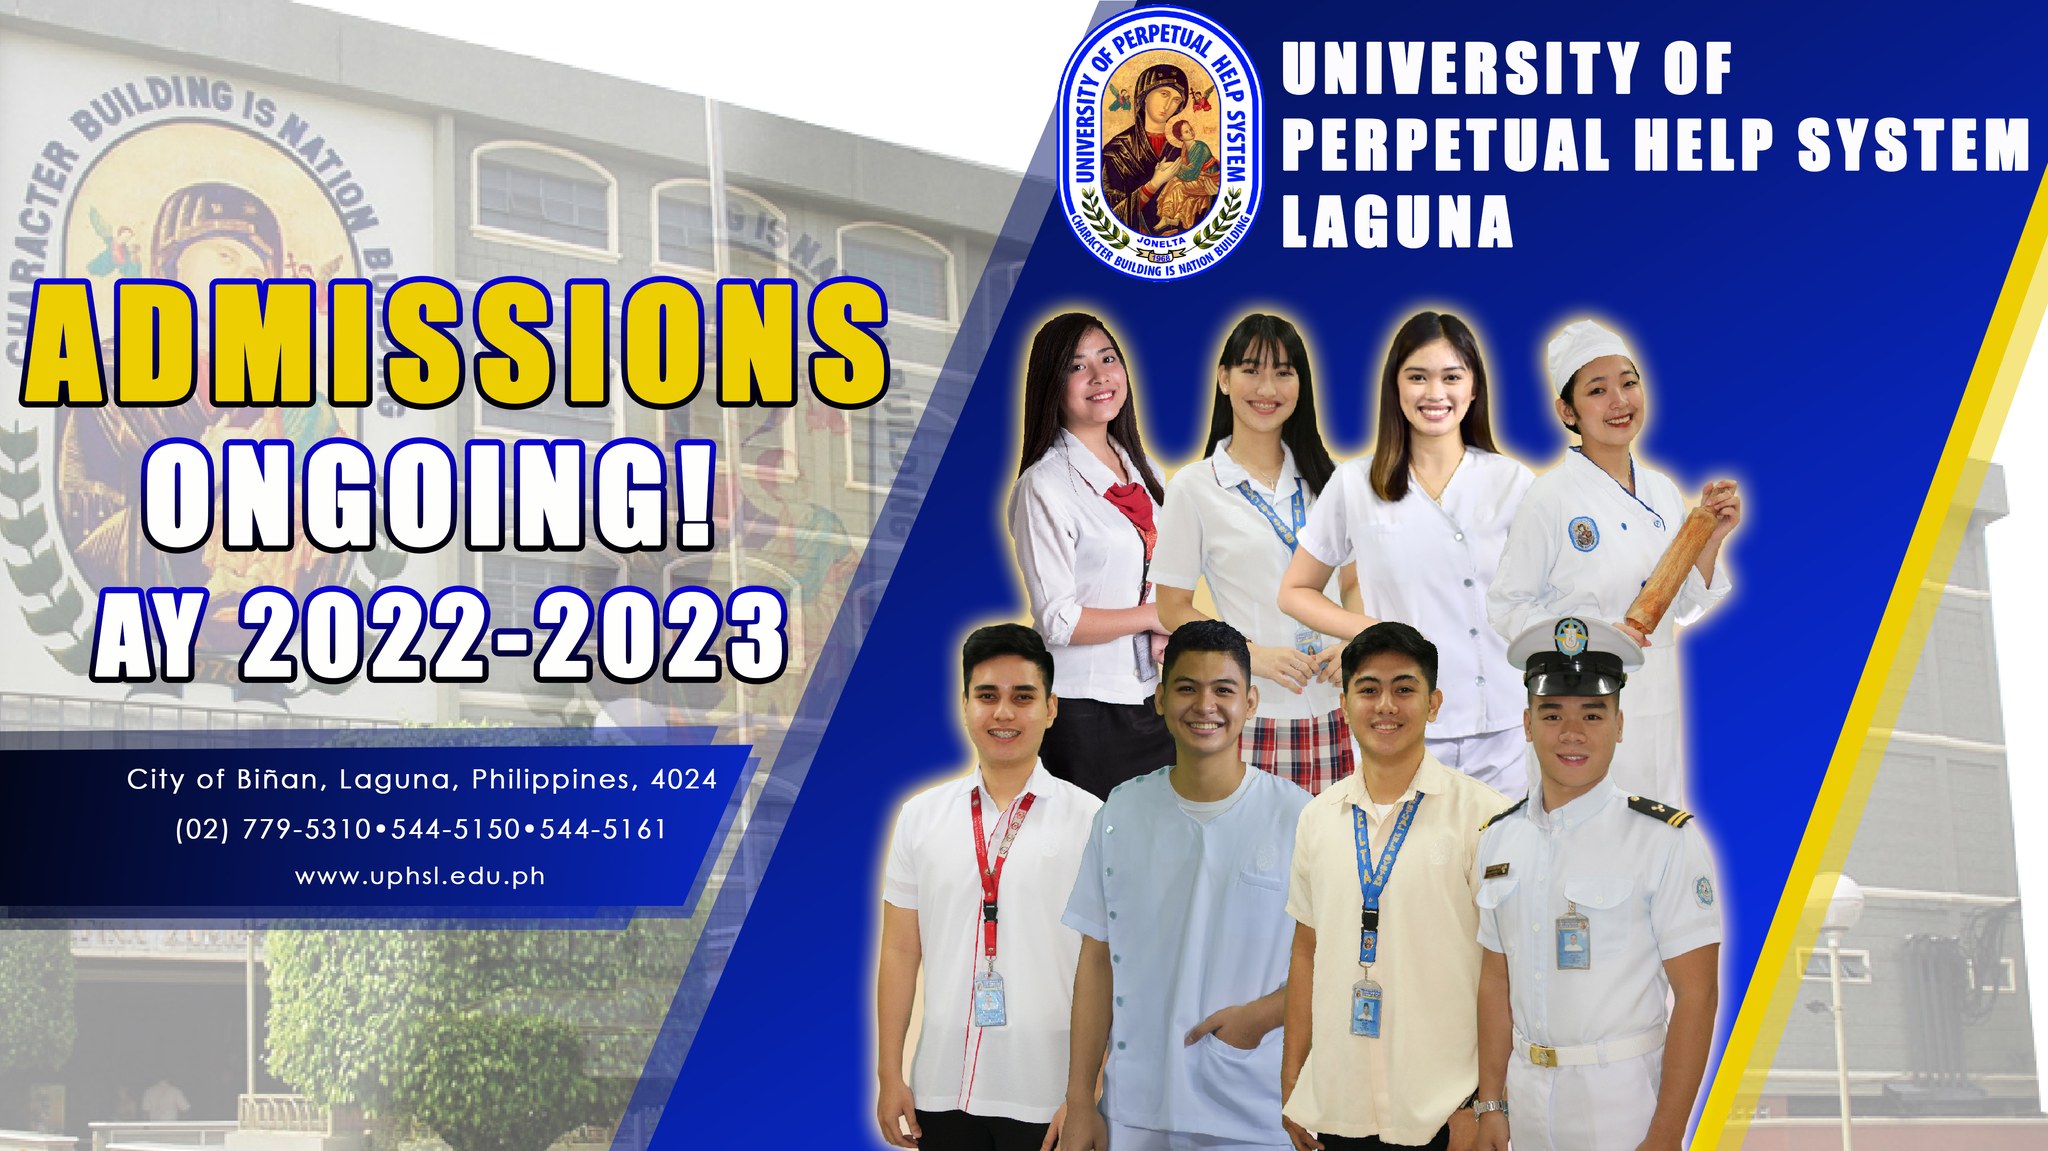 UNIVERSITY OF
PERPETUAL HELP SYSTEM
LAGUNA
UNIVERSITY OF PERPETUAL HELP SYSTEM
JONELTA
1968
CHARACTER BUILDING IS NATION BUILDING
CHARACTER BUILDING IS NATION BUILDING
ADMISSIONS
ONGOING!
AY 2022-2023
City of Biñan, Laguna, Philippines, 4024
(02) 779-5310•544-5150•544-5161
www.uphsl.edu.ph